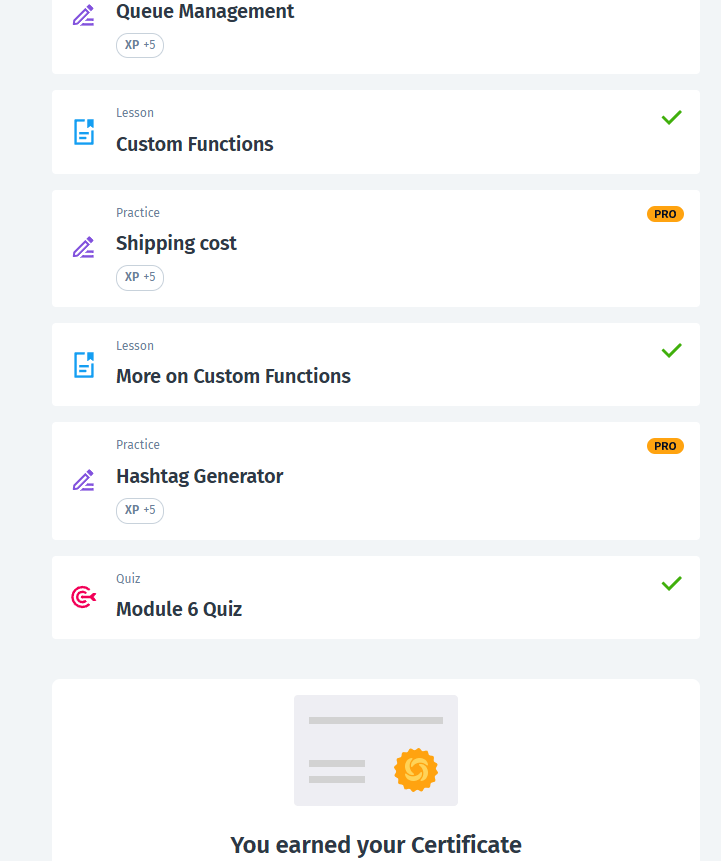 Queue Management
XP +5
Lesson
Custom Functions
Practice
PRO
Shipping cost
XP +5
Lesson
More on Custom Functions
Practice
PRO
Hashtag Generator
XP +5
Quiz
Module 6 Quiz
You earned your Certificate